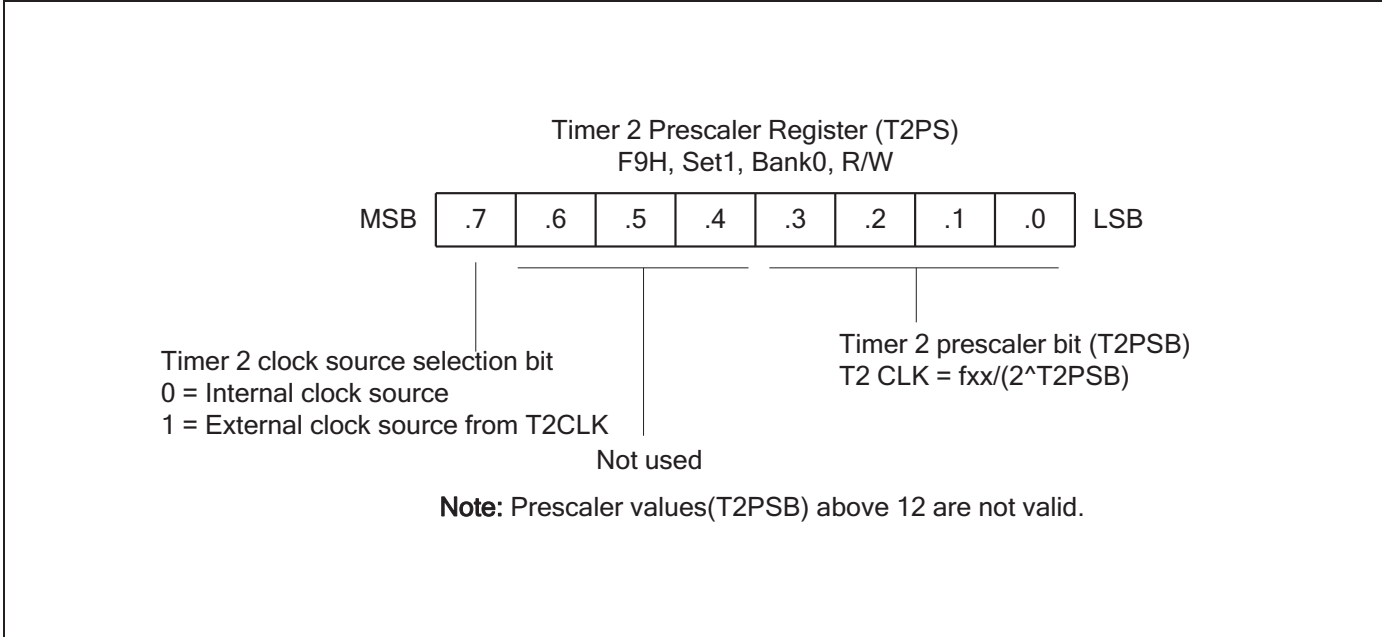 Timer 2 Prescaler Register (T2PS)
F9H, Set1, Bank0, R/W
MSB .7 .6 .5 .4 .3 .2 .1 .0 LSB
Timer 2 clock source selection bit
0 = Internal clock source
1 = External clock source from T2CLK
Timer 2 prescaler bit (T2PSB)
T2 CLK = fxx/(2^T2PSB)
Not used
Note: Prescaler values(T2PSB) above 12 are not valid.